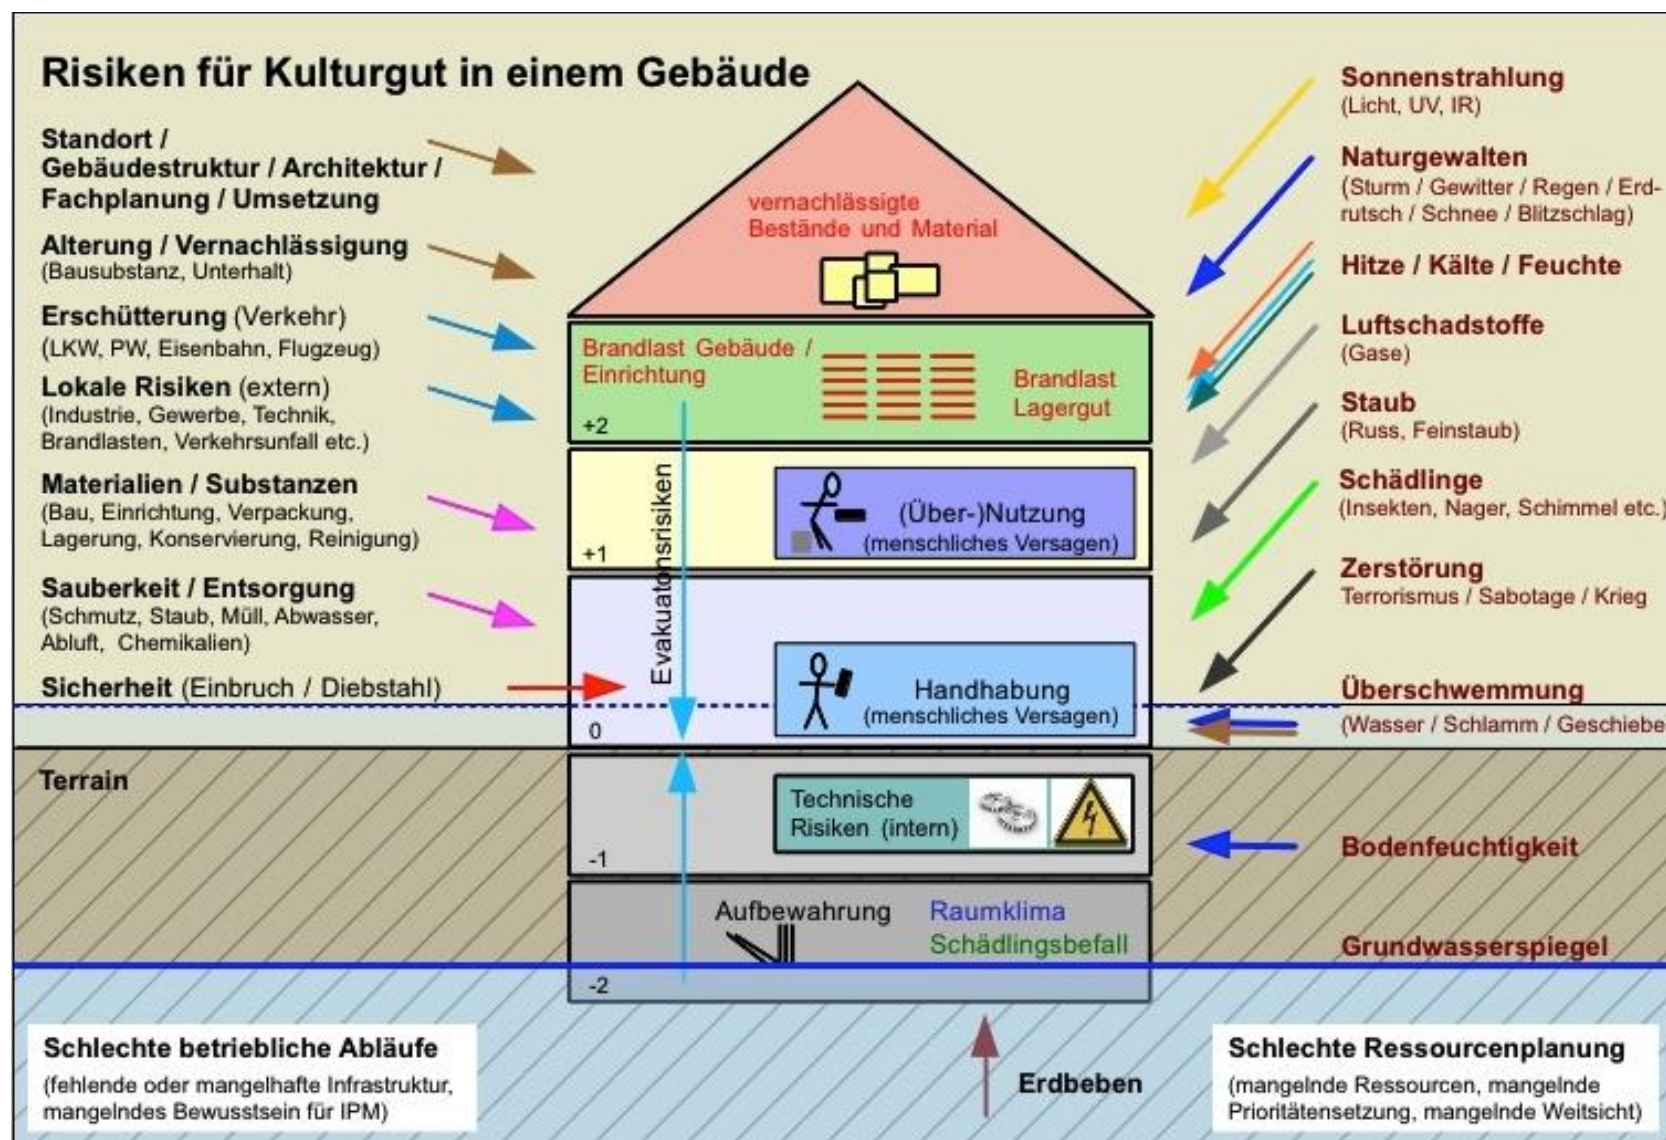 Risiken für Kulturgut in einem Gebäude
Standort /
Gebäudestruktur / Architektur /
Fachplanung / Umsetzung
Alterung / Vernachlässigung
(Bausubstanz, Unterhalt)
Erschütterung (Verkehr)
(LKW, PW, Eisenbahn, Flugzeug)
Lokale Risiken (extern)
(Industrie, Gewerbe, Technik,
Brandlasten, Verkehrsunfall etc.)
Materialien / Substanzen
(Bau, Einrichtung, Verpackung,
Lagerung, Konservierung, Reinigung)
Sauberkeit / Entsorgung
(Schmutz, Staub, Müll, Abwasser,
Abluft, Chemikalien)
Sicherheit (Einbruch / Diebstahl)
Terrain
vernachlässigte
Bestände und Material
Brandlast Gebäude /
Einrichtung
Brandlast
Lagergut
+2
Evakuatonsrisiken
(Über-)Nutzung
(menschliches Versagen)
+1
Handhabung
(menschliches Versagen)
0
Technische
Risiken (intern)
-1
Aufbewahrung
Raumklima
Schädlingsbefall
-2
Sonnenstrahlung
(Licht, UV, IR)
Naturgewalten
(Sturm / Gewitter / Regen / Erd-
rutsch / Schnee / Blitzschlag)
Hitze / Kälte / Feuchte
Luftschadstoffe
(Gase)
Staub
(Russ, Feinstaub)
Schädlinge
(Insekten, Nager, Schimmel etc.)
Zerstörung
Terrorismus / Sabotage / Krieg
Überschwemmung
(Wasser / Schlamm / Geschiebe
Bodenfeuchtigkeit
Grundwasserspiegel
Schlechte betriebliche Abläufe
(fehlende oder mangelhafte Infrastruktur,
mangelndes Bewusstsein für IPM)
Erdbeben
Schlechte Ressourcenplanung
(mangelnde Ressourcen, mangelnde
Prioritätensetzung, mangelnde Weitsicht)